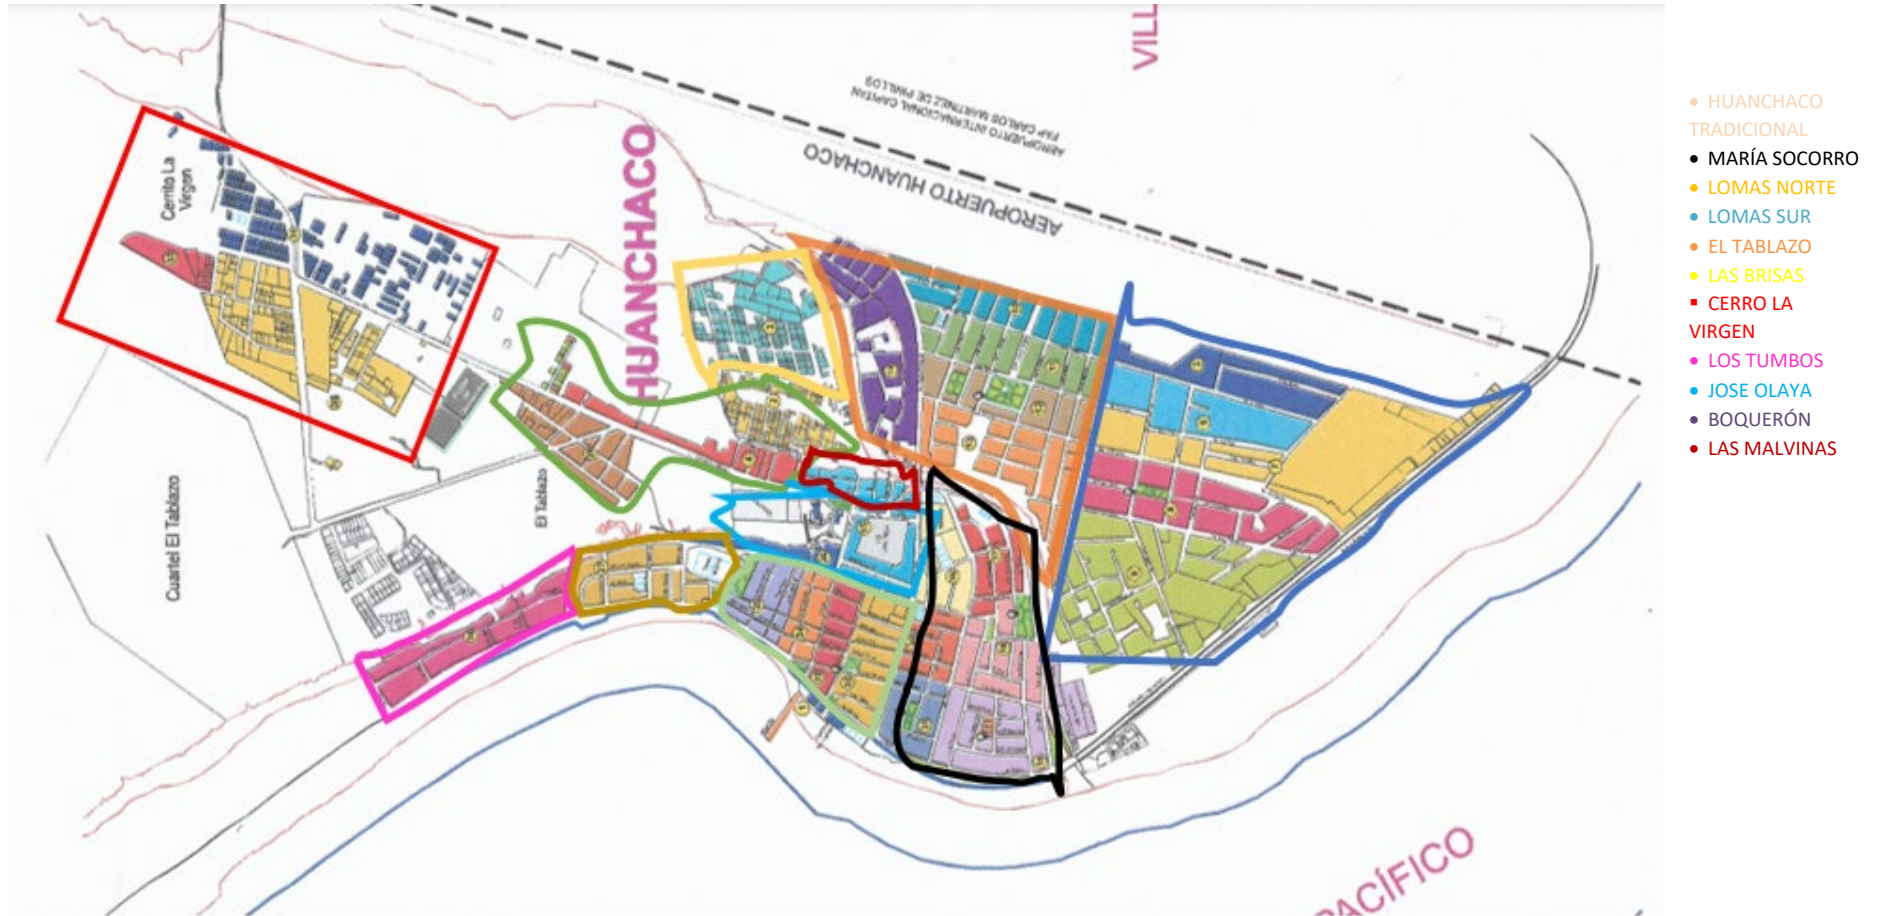 VILL
AEROPUERTO INTERNACIONAL CAPITAN
FAP CARLOS MARTINEZ DE PINILLOS
AEROPUERTO HUANCHACO
HUANCHACO
Cerrito La
Virgen
El Tablazo
Cuartel El Tablazo
PACÍFICO
• HUANCHACO
TRADICIONAL
• MARÍA SOCORRO
• LOMAS NORTE
• LOMAS SUR
• EL TABLAZO
• LAS BRISAS
▪ CERRO LA
VIRGEN
• LOS TUMBOS
• JOSE OLAYA
• BOQUERÓN
• LAS MALVINAS